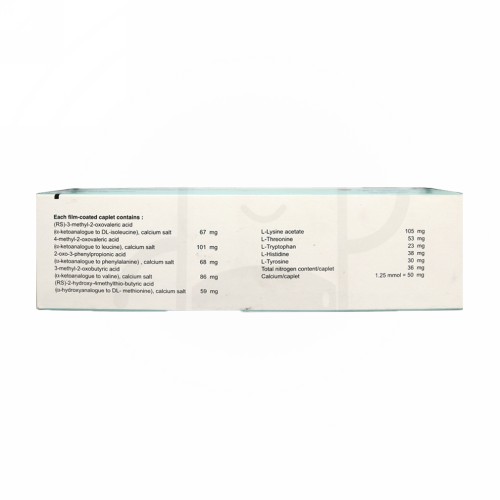 Each film-coated caplet contains :
(RS)-3-methyl-2-oxovaleric acid
(α-ketoanalogue to DL-isoleucine), calcium salt 67 mg
4-methyl-2-oxovaleric acid
(α-ketoanalogue to leucine), calcium salt 101 mg
2-oxo-3-phenylpropionic acid
(α-ketoanalogue to phenylalanine) , calcium salt 68 mg
3-methyl-2-oxobutyric acid
(α-ketoanalogue to valine), calcium salt 86 mg
(RS)-2-hydroxy-4-methylthio-butyric acid
(α-hydroxyanalogue to DL- methionine), calcium salt 59 mg
L-Lysine acetate 105 mg
L-Threonine 53 mg
L-Tryptophan 23 mg
L-Histidine 38 mg
L-Tyrosine 30 mg
Total nitrogen content/caplet 36 mg
Calcium/caplet 1.25 mmol = 50 mg